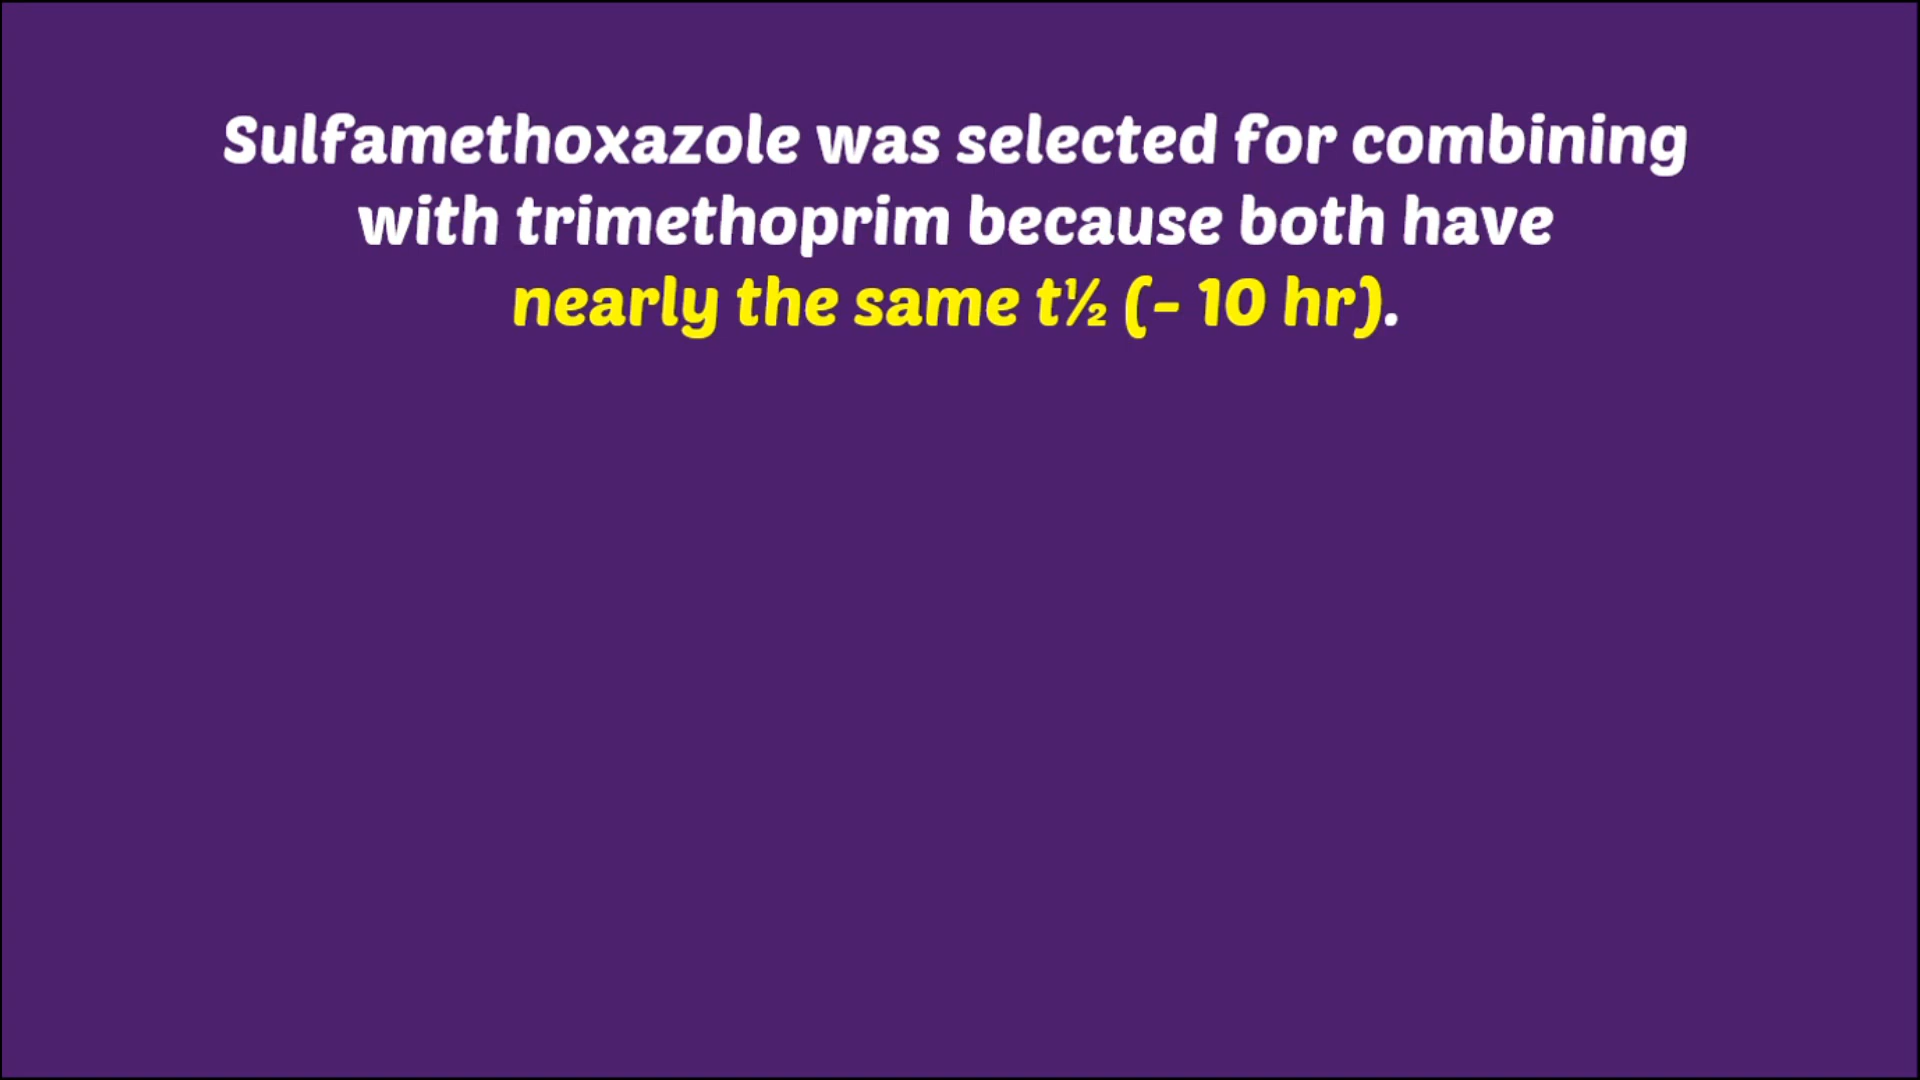 Sulfamethoxazole was selected for combining
with trimethoprim because both have
nearly the same t½ (- 10 hr).